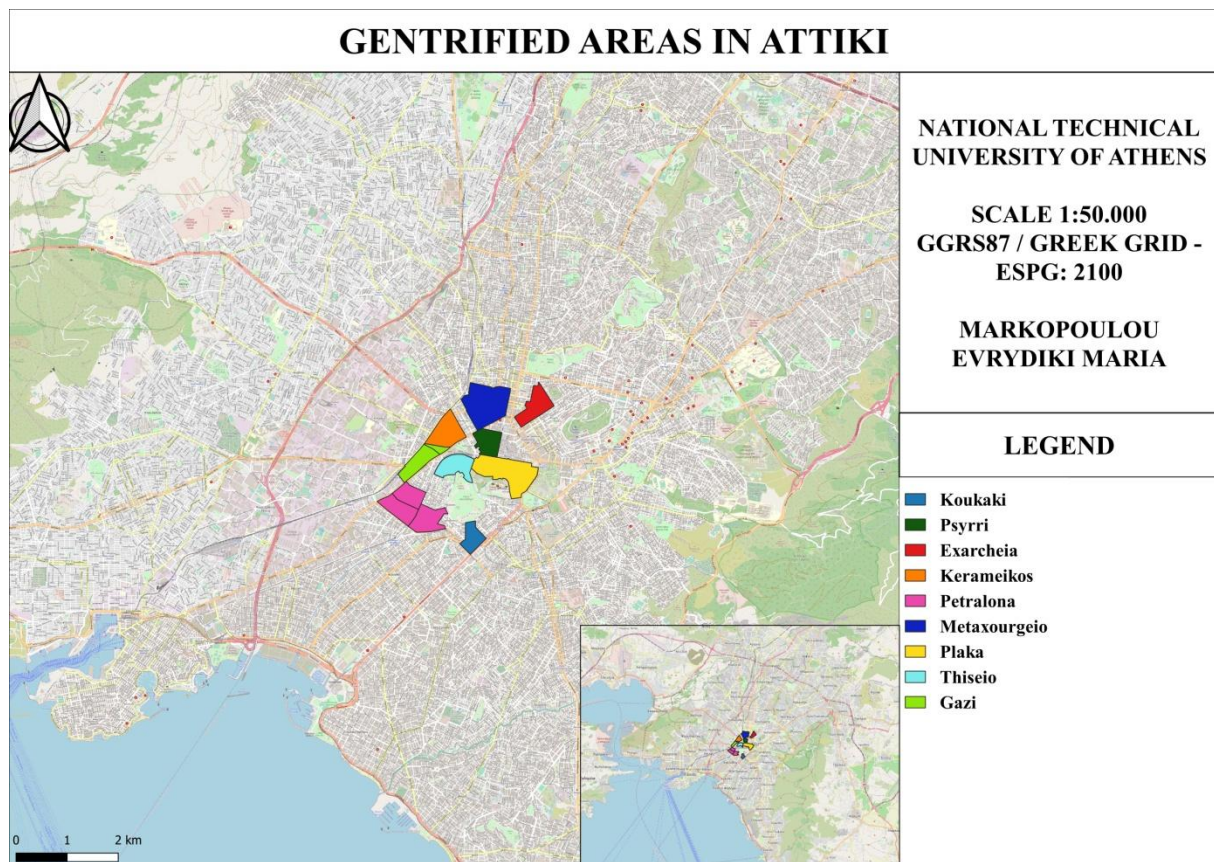 GENTRIFIED AREAS IN ATTIKI
NATIONAL TECHNICAL
UNIVERSITY OF ATHENS
SCALE 1:50.000
GGRS87 / GREEK GRID -
ESPG: 2100
MARKOPOULOU
EVRYDIKI MARIA
LEGEND
Koukaki
Psyrri
Exarcheia
Kerameikos
Petralona
Metaxourgeio
Plaka
Thiseio
Gazi
0 1 2 km